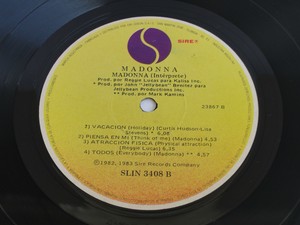 SIRE
MADONNA
MADONNA (Intérprete)
Prod. por Reggie Lucas para Kaliso Inc.
* Prod. por John "Jellybean" Benitez para
Jellybean Productions Inc.
** Prod. por Mark Kamins
23867 B
1) VACACION (Holiday) (Curtis Hudson-Lisa
Stevens) * 6,08
2) PIENSA EN MI (Think of me) (Madonna) 4,53
3) ATRACCION FISICA (Physical attraction)
(Reggie Lucas) 6,35
4) TODOS (Everybody) (Madonna) ** 4,57
Ⓟ1982, 1983 Sire Records Company
SLIN 3408 B